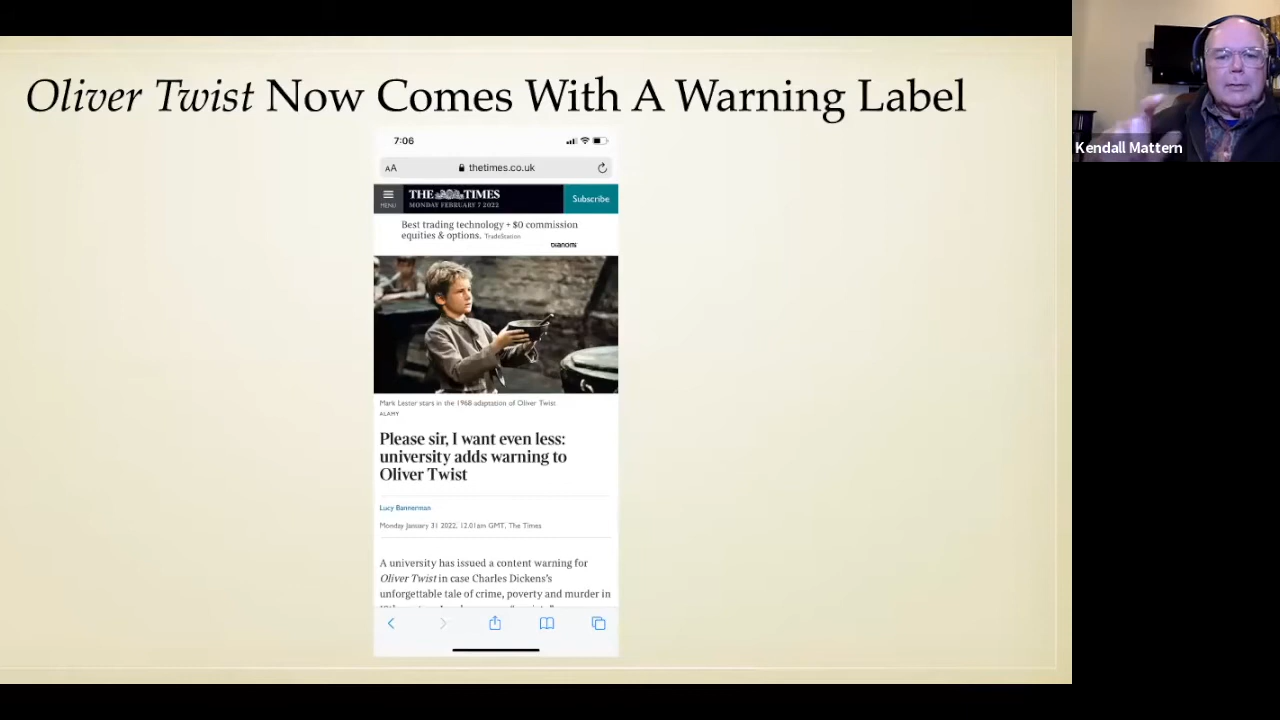 Oliver Twist Now Comes With A Warning Label
Kendall Mattern
7:06
AA thetimes.co.uk
MENU
THE TIMES
MONDAY FEBRUARY 7 2022
Subscribe
Best trading technology + $0 commission
equities & options. TradeStation
DIANOMI
Mark Lester stars in the 1968 adaptation of Oliver Twist
ALAMY
Please sir, I want even less:
university adds warning to
Oliver Twist
Lucy Bannerman
Monday January 31 2022, 12.01am GMT, The Times
A university has issued a content warning for
Oliver Twist in case Charles Dickens's
unforgettable tale of crime, poverty and murder in